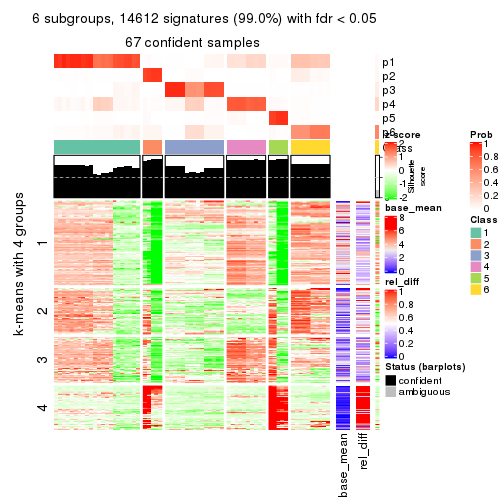 6 subgroups, 14612 signatures (99.0%) with fdr < 0.05
67 confident samples
p1
p2
p3
p4
p5
p6
z-score
Class
2
1
0
-1
-2
Silhouette
score
Prob
1
0.8
0.6
0.4
0.2
0
k-means with 4 groups
1
2
3
4
base_mean
8
6
4
2
0
Class
1
2
3
4
5
6
rel_diff
1
0.8
0.6
0.4
0.2
0
Status (barplots)
confident
ambiguous
base_mean
rel_diff